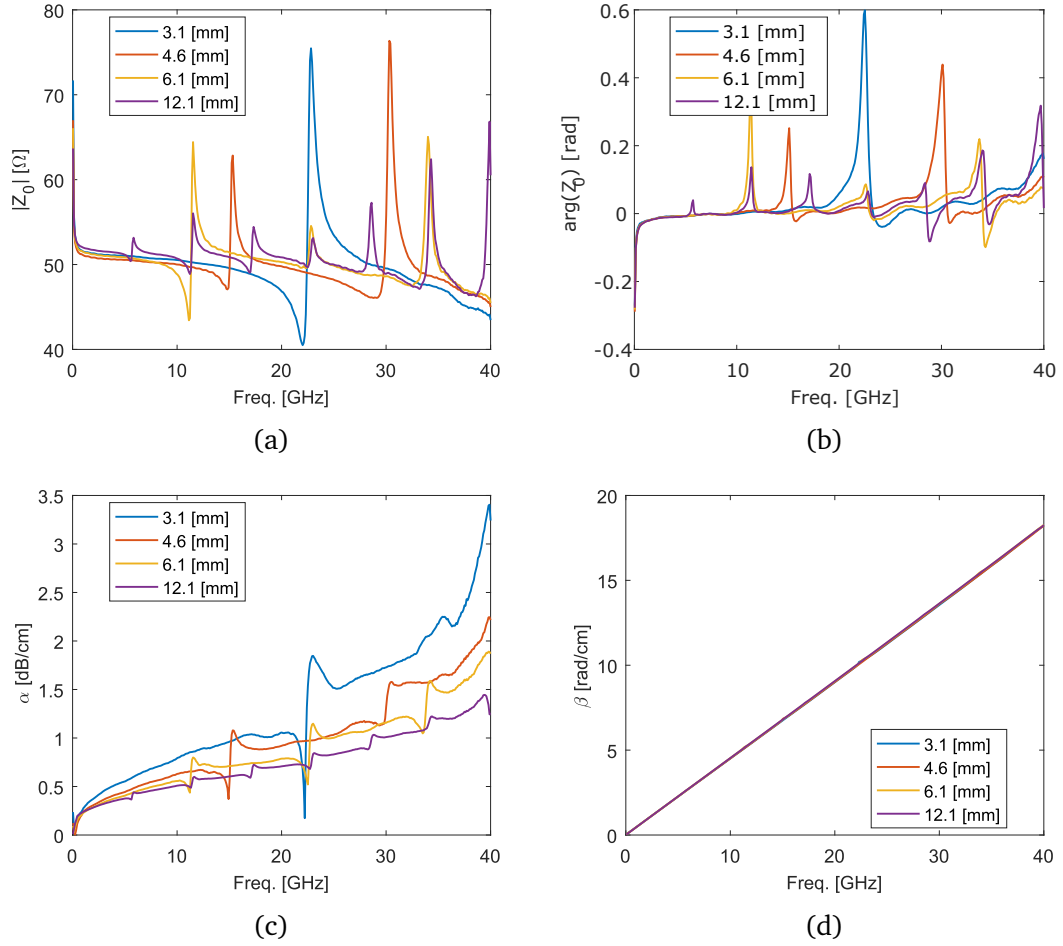 80
70
60
50
40
|Z0| [Ω]
3.1 [mm]
4.6 [mm]
6.1 [mm]
12.1 [mm]
0 10 20 30 40
Freq. [GHz]
(a)
0.6
0.4
0.2
0
-0.2
-0.4
arg(Z0) [rad]
3.1 [mm]
4.6 [mm]
6.1 [mm]
12.1 [mm]
0 10 20 30 40
Freq. [GHz]
(b)
3.5
3
2.5
2
1.5
1
0.5
0
α [dB/cm]
3.1 [mm]
4.6 [mm]
6.1 [mm]
12.1 [mm]
0 10 20 30 40
Freq. [GHz]
(c)
20
15
10
5
0
β [rad/cm]
3.1 [mm]
4.6 [mm]
6.1 [mm]
12.1 [mm]
0 10 20 30 40
Freq. [GHz]
(d)